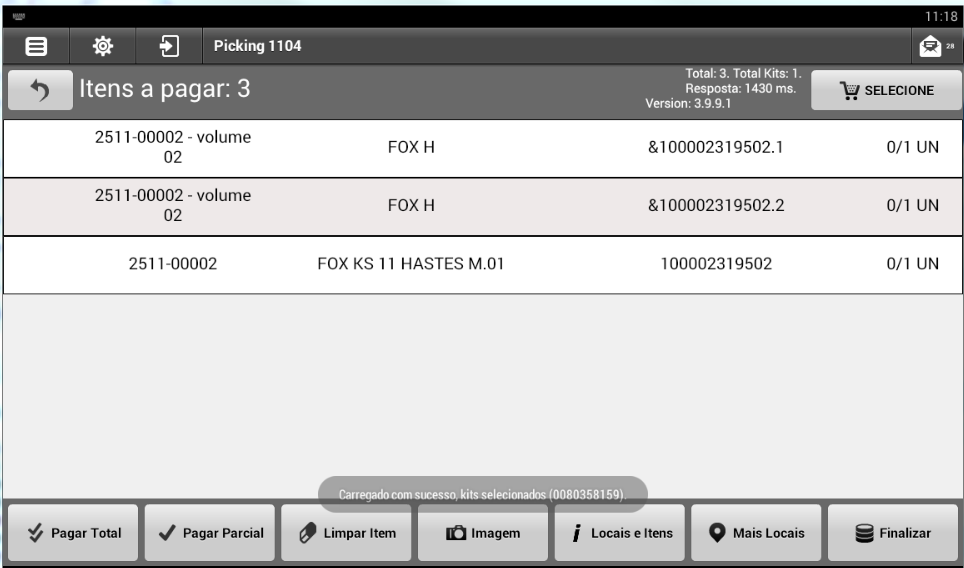 11:18
Picking 1104
28
Itens a pagar: 3
Total: 3. Total Kits: 1.
Resposta: 1430 ms.
Version: 3.9.9.1
SELECIONE
2511-00002 - volume
02
FOX H
&100002319502.1
0/1 UN
2511-00002 - volume
02
FOX H
&100002319502.2
0/1 UN
2511-00002
FOX KS 11 HASTES M.01
100002319502
0/1 UN
Carregado com sucesso, kits selecionados (0080358159).
Pagar Total
Pagar Parcial
Limpar Item
Imagem
Locais e Itens
Mais Locais
Finalizar